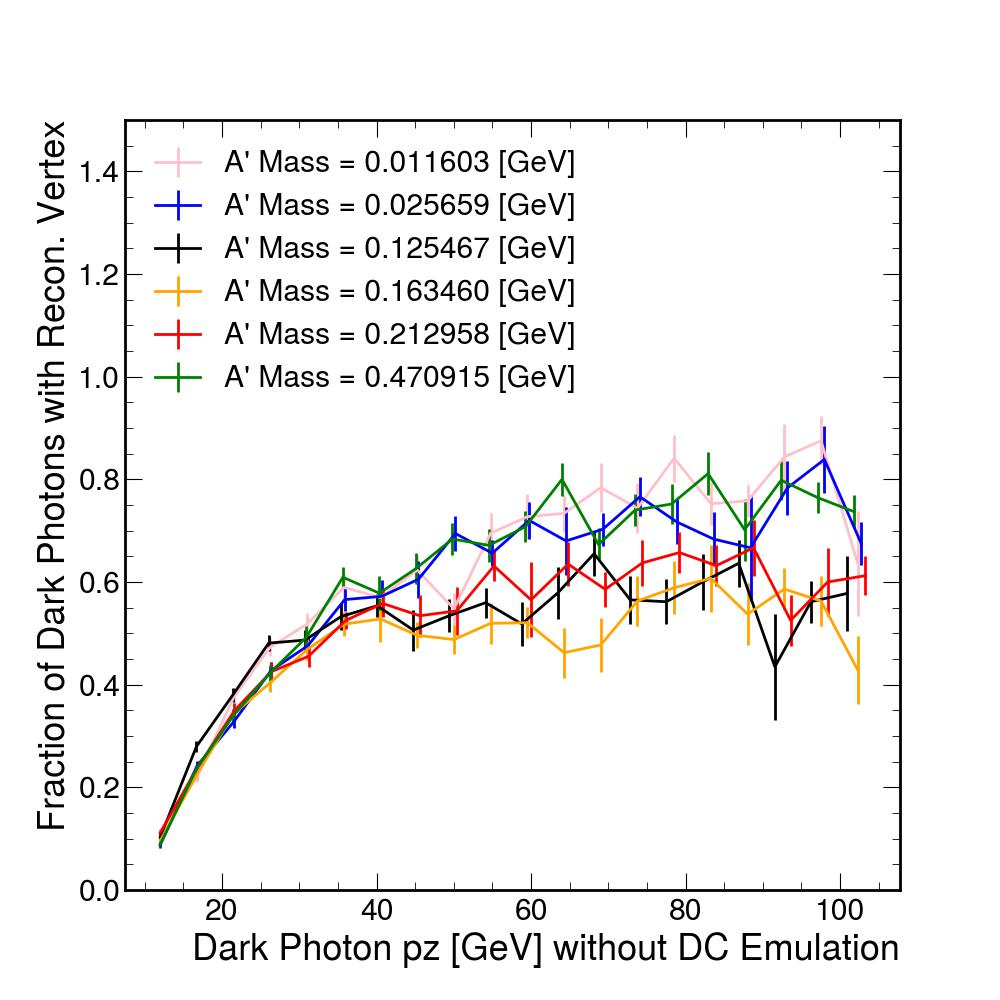 Fraction of Dark Photons with Recon. Vertex
1.4
1.2
1.0
0.8
0.6
0.4
0.2
0.0
A' Mass = 0.011603 [GeV]
A' Mass = 0.025659 [GeV]
A' Mass = 0.125467 [GeV]
A' Mass = 0.163460 [GeV]
A' Mass = 0.212958 [GeV]
A' Mass = 0.470915 [GeV]
20 40 60 80 100
Dark Photon pz [GeV] without DC Emulation